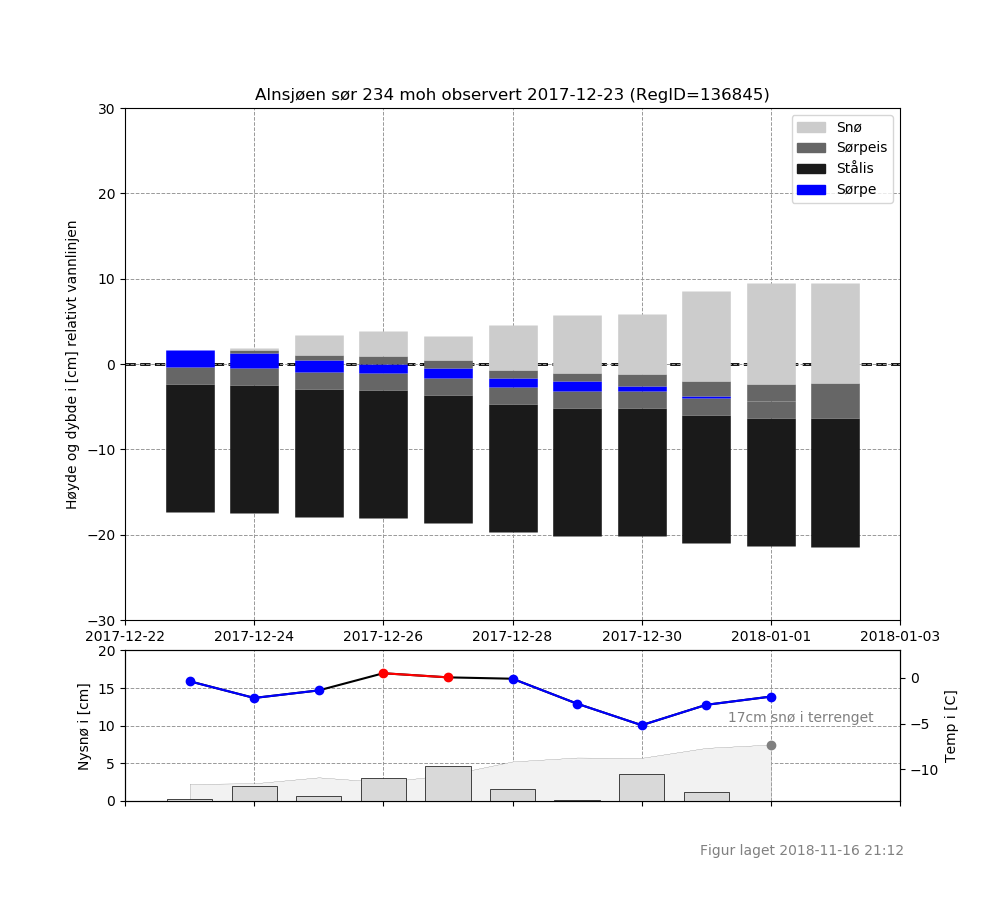 Alnsjøen sør 234 moh observert 2017-12-23 (RegID=136845)
Høyde og dybde i [cm] relativt vannlinjen
30
20
10
0
−10
−20
−30
Snø
Sørpeis
Stålis
Sørpe
2017-12-22
2017-12-24
2017-12-26
2017-12-28
2017-12-30
2018-01-01
2018-01-03
Nysnø i [cm]
20
15
10
5
0
17cm snø i terrenget
0
−5
−10
Temp i [C]
Figur laget 2018-11-16 21:12